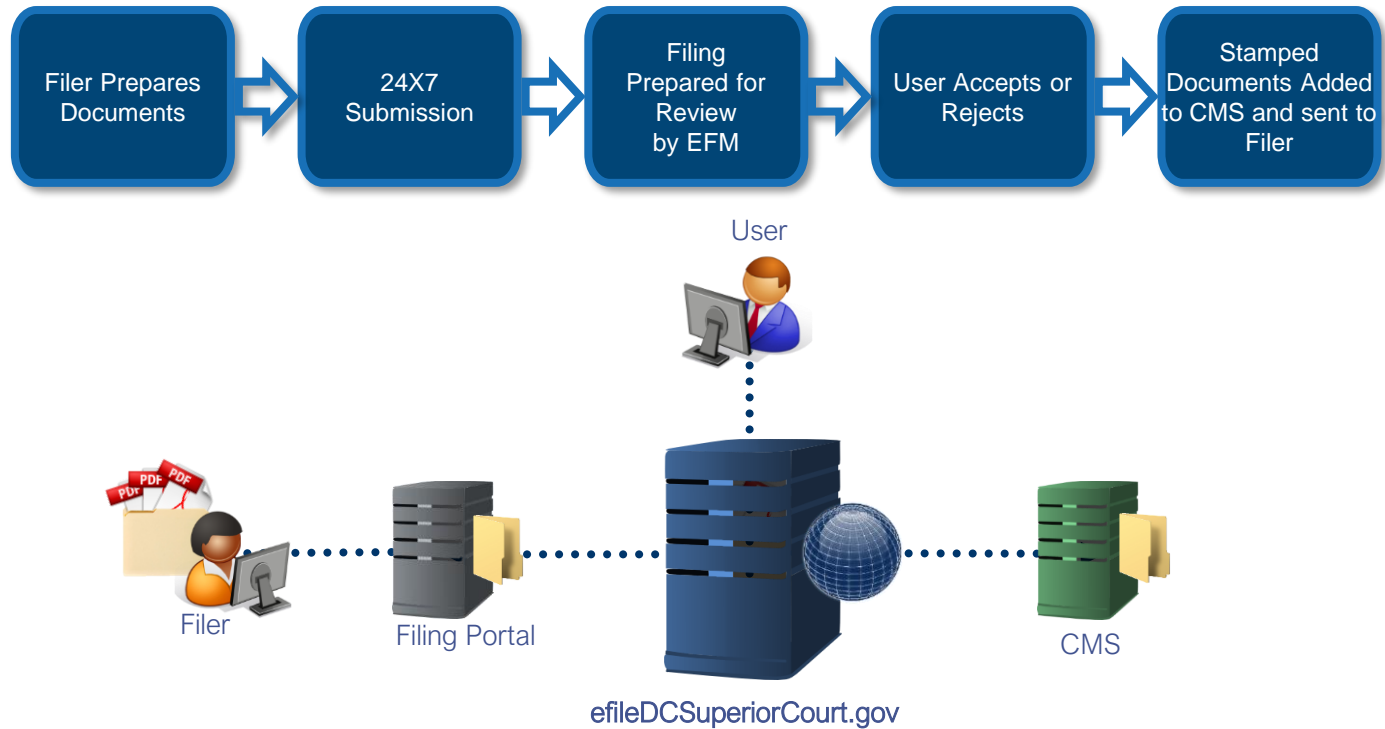 Filer Prepares
Documents
24X7
Submission
Filing
Prepared for
Review
by EFM
User Accepts or
Rejects
Stamped
Documents Added
to CMS and sent to
Filer
User
PDF
PDF
PDF
Filer
Filing Portal
CMS
efileDCSuperiorCourt.gov